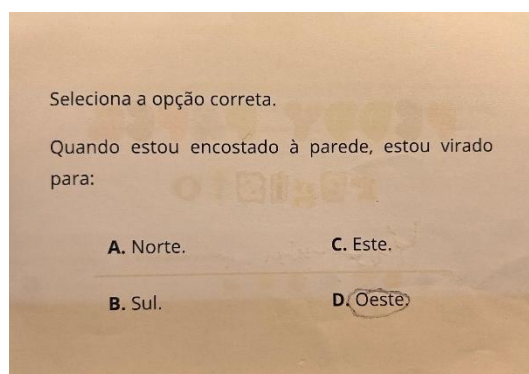 Seleciona a opção correta.
Quando estou encostado à parede, estou virado
para:
A. Norte.
C. Este.
B. Sul.
D. Oeste.